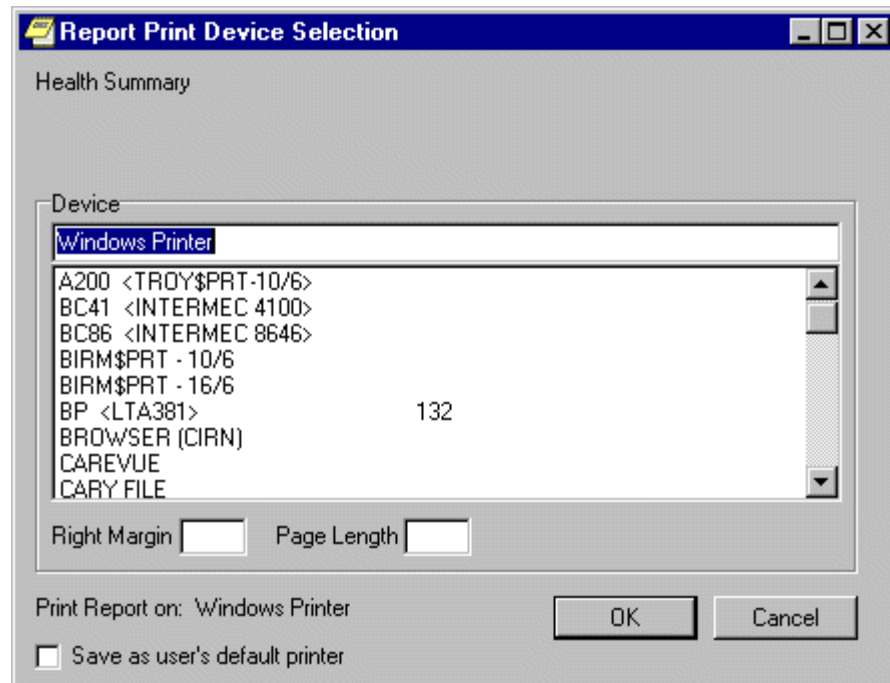 Report Print Device Selection
Health Summary
Device
Windows Printer
A200 <TROY$PRT-10/6>
BC41 <INTERMEC 4100>
BC86 <INTERMEC 8646>
BIRM$PRT - 10/6
BIRM$PRT - 16/6
BP <LTA381> 132
BROWSER (CIRN)
CAREVUE
CARY FILE
Right Margin Page Length
Print Report on: Windows Printer OK Cancel
Save as user's default printer